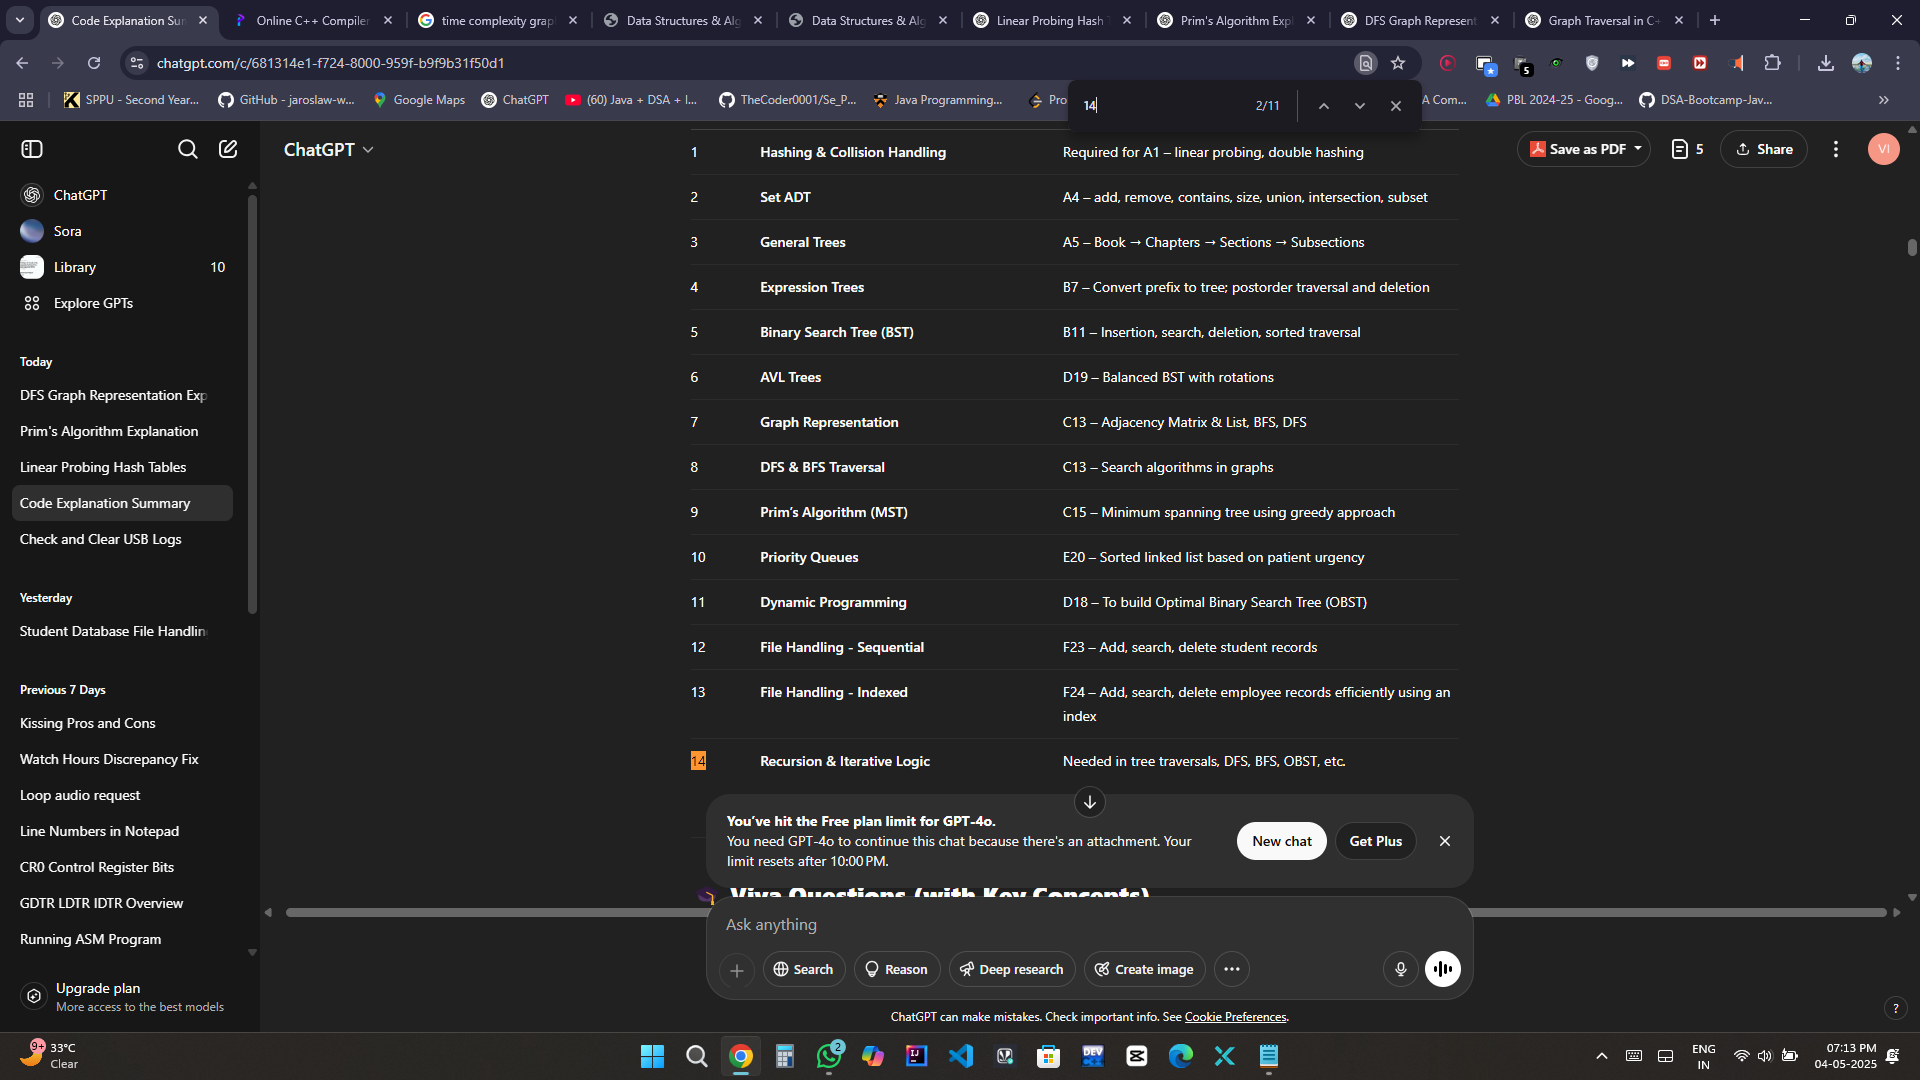 Code Explanation Sun
Online C++ Compiler
time complexity grap
Data Structures & Alg
Data Structures & Alg
Linear Probing Hash T
Prim's Algorithm Expl
DFS Graph Represent
Graph Traversal in C+
chatgpt.com/c/681314e1-f724-8000-959f-b9f9b31f50d1
5
SPPU - Second Year...
GitHub - jaroslaw-w...
Google Maps
ChatGPT
(60) Java + DSA + I...
TheCoder0001/Se_P...
Java Programming...
Pro
A Com...
PBL 2024-25 - Goog...
DSA-Bootcamp-Jav...
14
2/11
ChatGPT
Save as PDF
5
Share
VI
ChatGPT
Sora
Library
10
Explore GPTs
Today
DFS Graph Representation Exp
Prim's Algorithm Explanation
Linear Probing Hash Tables
Code Explanation Summary
Check and Clear USB Logs
Yesterday
Student Database File Handlin
Previous 7 Days
Kissing Pros and Cons
Watch Hours Discrepancy Fix
Loop audio request
Line Numbers in Notepad
CR0 Control Register Bits
GDTR LDTR IDTR Overview
Running ASM Program
Upgrade plan
More access to the best models
1 Hashing & Collision Handling Required for A1 – linear probing, double hashing
2 Set ADT A4 – add, remove, contains, size, union, intersection, subset
3 General Trees A5 – Book → Chapters → Sections → Subsections
4 Expression Trees B7 – Convert prefix to tree; postorder traversal and deletion
5 Binary Search Tree (BST) B11 – Insertion, search, deletion, sorted traversal
6 AVL Trees D19 – Balanced BST with rotations
7 Graph Representation C13 – Adjacency Matrix & List, BFS, DFS
8 DFS & BFS Traversal C13 – Search algorithms in graphs
9 Prim’s Algorithm (MST) C15 – Minimum spanning tree using greedy approach
10 Priority Queues E20 – Sorted linked list based on patient urgency
11 Dynamic Programming D18 – To build Optimal Binary Search Tree (OBST)
12 File Handling - Sequential F23 – Add, search, delete student records
13 File Handling - Indexed F24 – Add, search, delete employee records efficiently using an
index
14 Recursion & Iterative Logic Needed in tree traversals, DFS, BFS, OBST, etc.
You’ve hit the Free plan limit for GPT-4o.
You need GPT-4o to continue this chat because there's an attachment. Your
limit resets after 10:00 PM.
New chat
Get Plus
Viva Questions (with Key Concepts)
Ask anything
Search
Reason
Deep research
Create image
ChatGPT can make mistakes. Check important info. See Cookie Preferences.
?
9+
33°C
Clear
2
DEV
ENG
IN
07:13 PM
04-05-2025